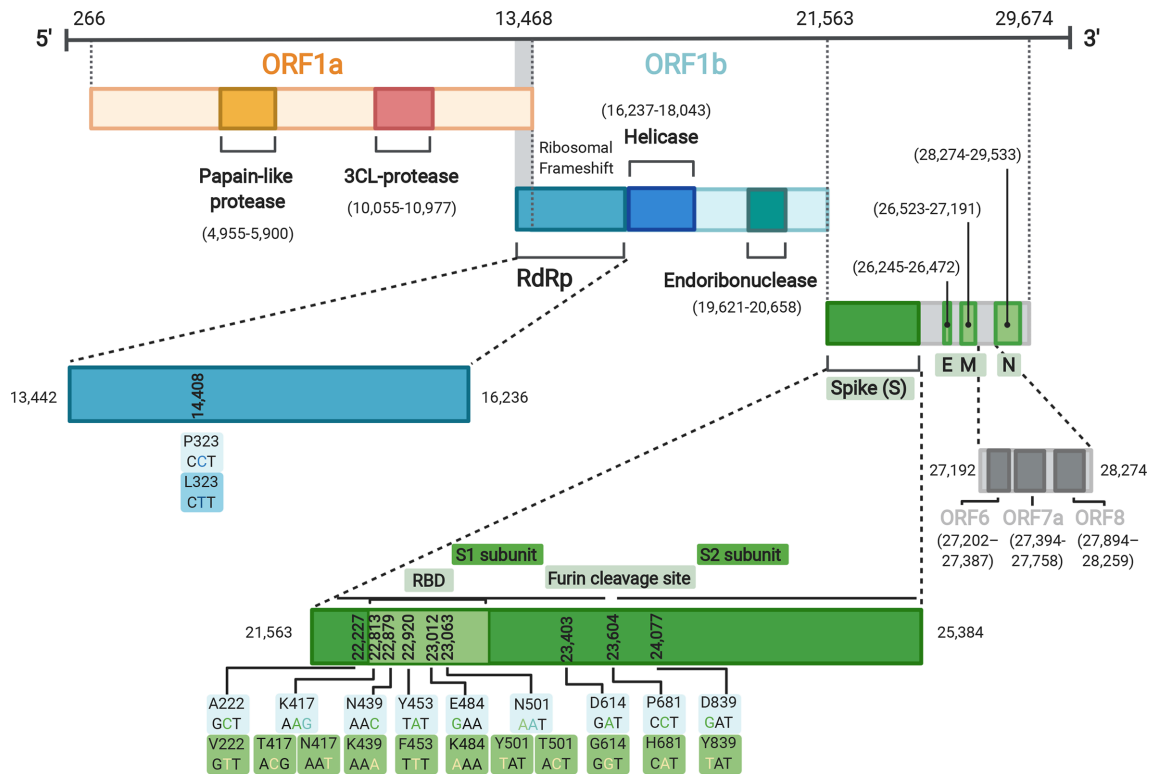 266 13,468 21,563 29,674
5' 3'
ORF1a ORF1b
(16,237-18,043)
Helicase
Ribosomal
Frameshift
(28,274-29,533)
Papain-like
protease
(4,955-5,900)
3CL-protease
(10,055-10,977)
(26,523-27,191)
(26,245-26,472)
RdRp
Endoribonuclease
(19,621-20,658)
E M N
Spike (S)
13,442 14,408 16,236
P323
CCT
L323
CTT
27,192 28,274
ORF6 ORF7a ORF8
(27,202–
27,387)
(27,394-
27,758)
(27,894–
28,259)
S1 subunit S2 subunit
RBD Furin cleavage site
21,563 22,227 22,813 22,879 22,920 23,012 23,063 23,403 23,604 24,077 25,384
A222 K417 N439 Y453 E484 N501 D614 P681 D839
GCT AAG AAC TAT GAA AAT GAT CCT GAT
V222 T417 N417 K439 F453 K484 Y501 T501 G614 H681 Y839
GTT ACG AAT AAA TTT AAA TAT ACT GGT CAT TAT